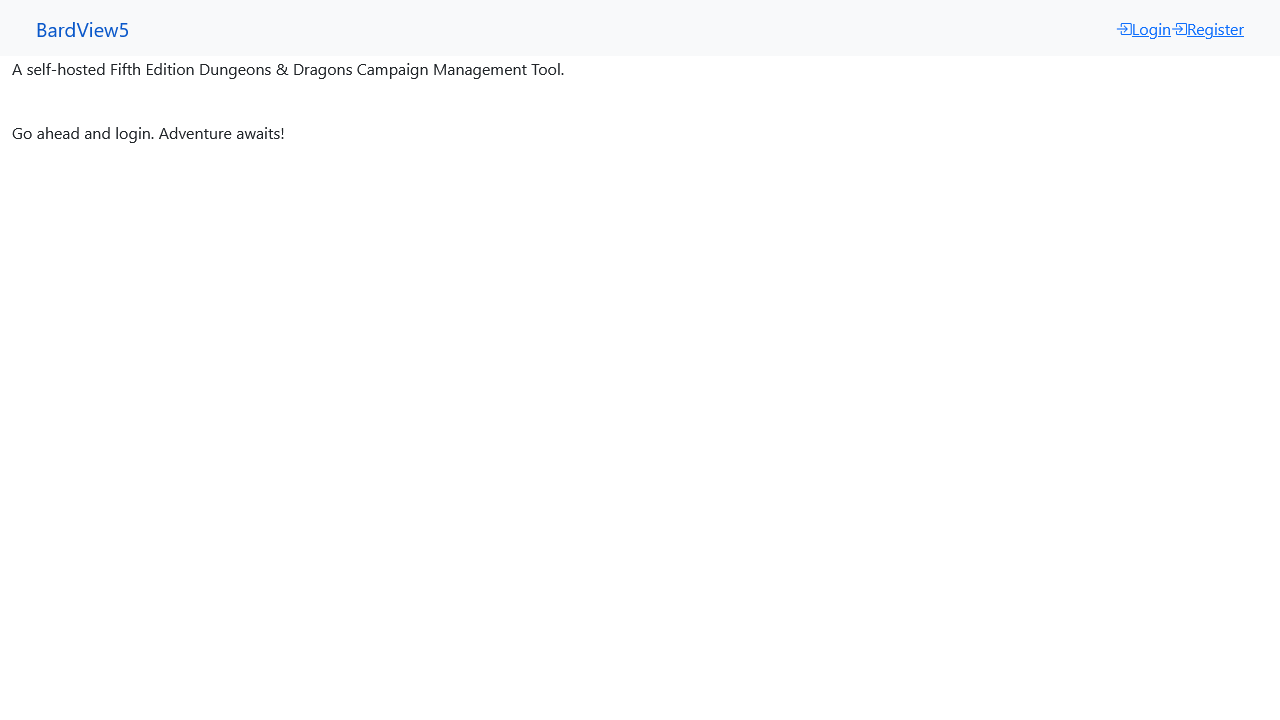 BardView5
Login Register
A self-hosted Fifth Edition Dungeons & Dragons Campaign Management Tool.
Go ahead and login. Adventure awaits!